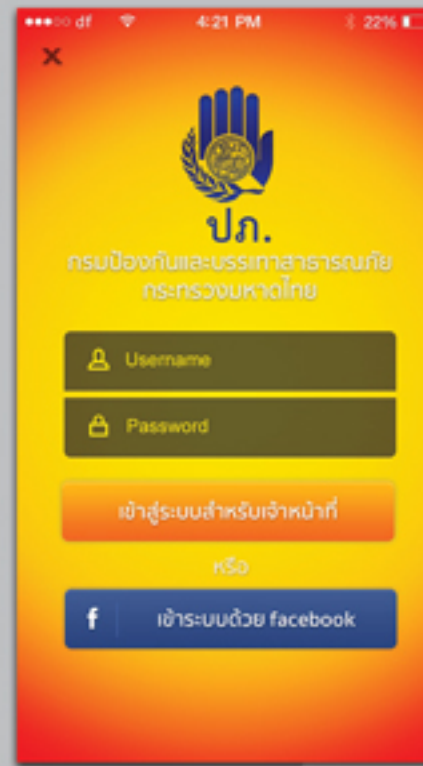 df 4:21 PM 22%
ปภ.
กรมป้องกันและบรรเทาสาธารณภัย
กระทรวงมหาดไทย
Username
Password
เข้าสู่ระบบสำหรับเจ้าหน้าที่
หรือ
f เข้าระบบด้วย facebook